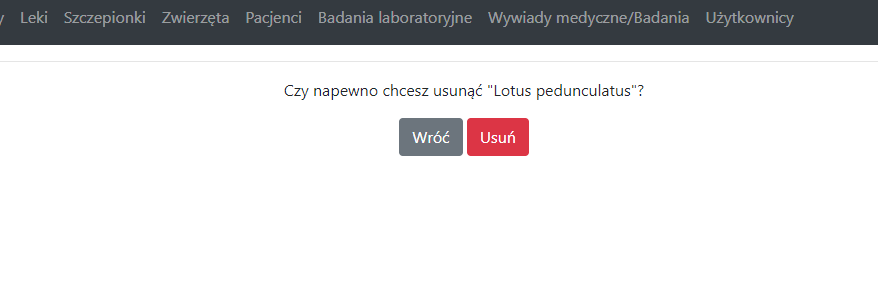 Leki Szczepionki Zwierzęta Pacjenci Badania laboratoryjne Wywiady medyczne/Badania Użytkownicy
Czy napewno chcesz usunąć "Lotus pedunculatus"?
Wróć Usuń